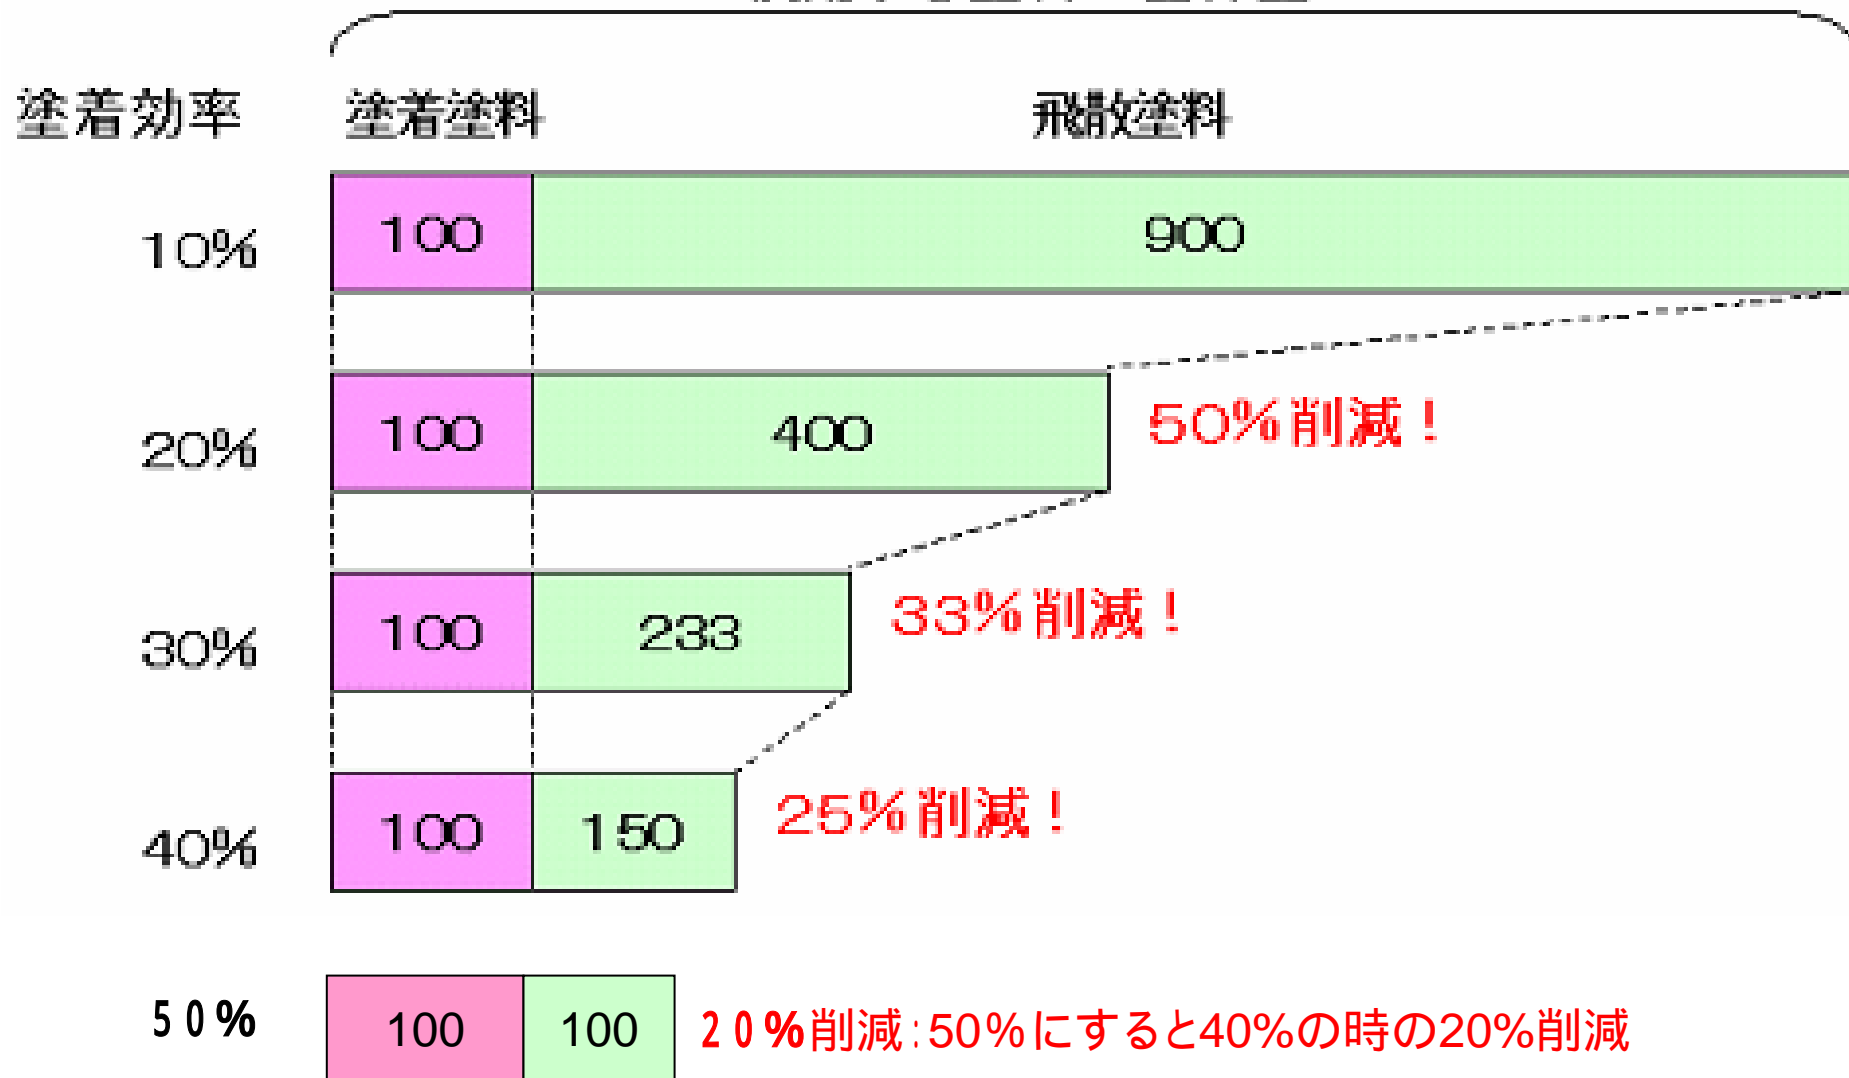 塗着効率 塗着塗料 飛散塗料
10% 100 900
20% 100 400 50%削減！
30% 100 233 33%削減！
40% 100 150 25%削減！
50% 100 100 20%削減：50%にすると40%の時の20%削減